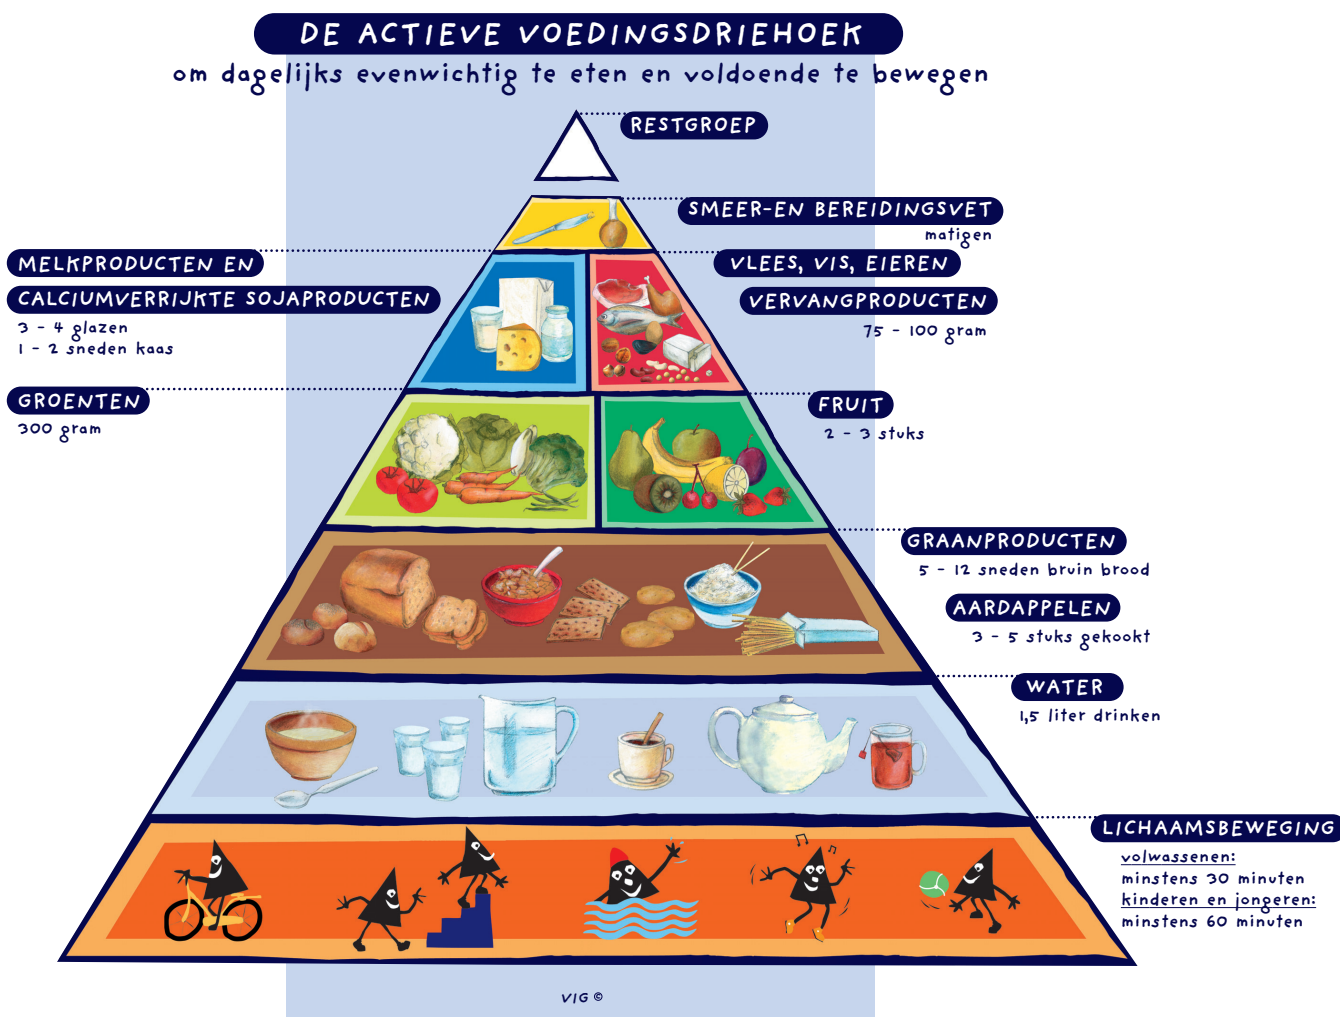 DE ACTIEVE VOEDINGSDRIEHOEK
om dagelijks evenwichtig te eten en voldoende te bewegen
RESTGROEP
SMEER-EN BEREIDINGSVET
matigen
MELKPRODUCTEN EN
CALCIUMVERRIJKTE SOJAPRODUCTEN
3 - 4 glazen
1 - 2 sneden kaas
VLEES, VIS, EIEREN
VERVANGPRODUCTEN
75 - 100 gram
GROENTEN
300 gram
FRUIT
2 - 3 stuks
GRAANPRODUCTEN
5 - 12 sneden bruin brood
AARDAPPELEN
3 - 5 stuks gekookt
WATER
1,5 liter drinken
LICHAAMSBEWEGING
volwassenen:
minstens 30 minuten
kinderen en jongeren:
minstens 60 minuten
VIG ©